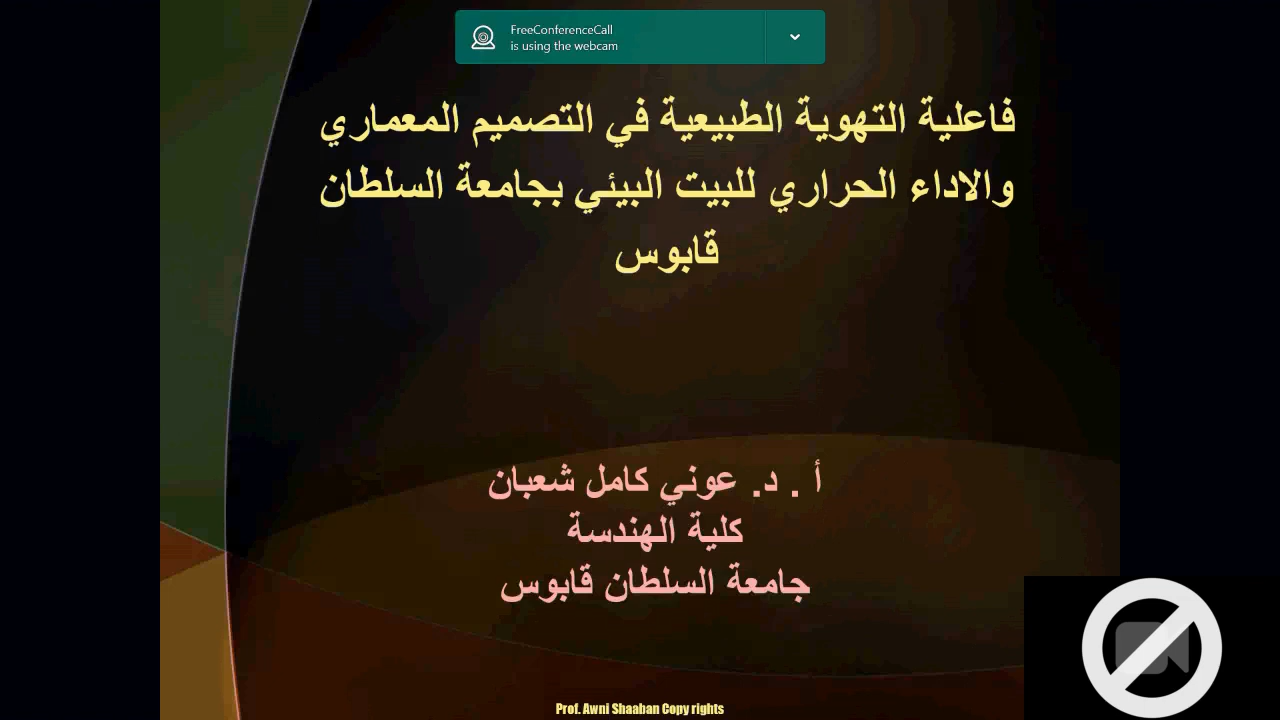 FreeConferenceCall
is using the webcam
فاعلية التهوية الطبيعية في التصميم المعماري
والاداء الحراري للبيت البيئي بجامعة السلطان
قابوس
أ . د. عوني كامل شعبان
كلية الهندسة
جامعة السلطان قابوس
Prof. Awni Shaaban Copy rights